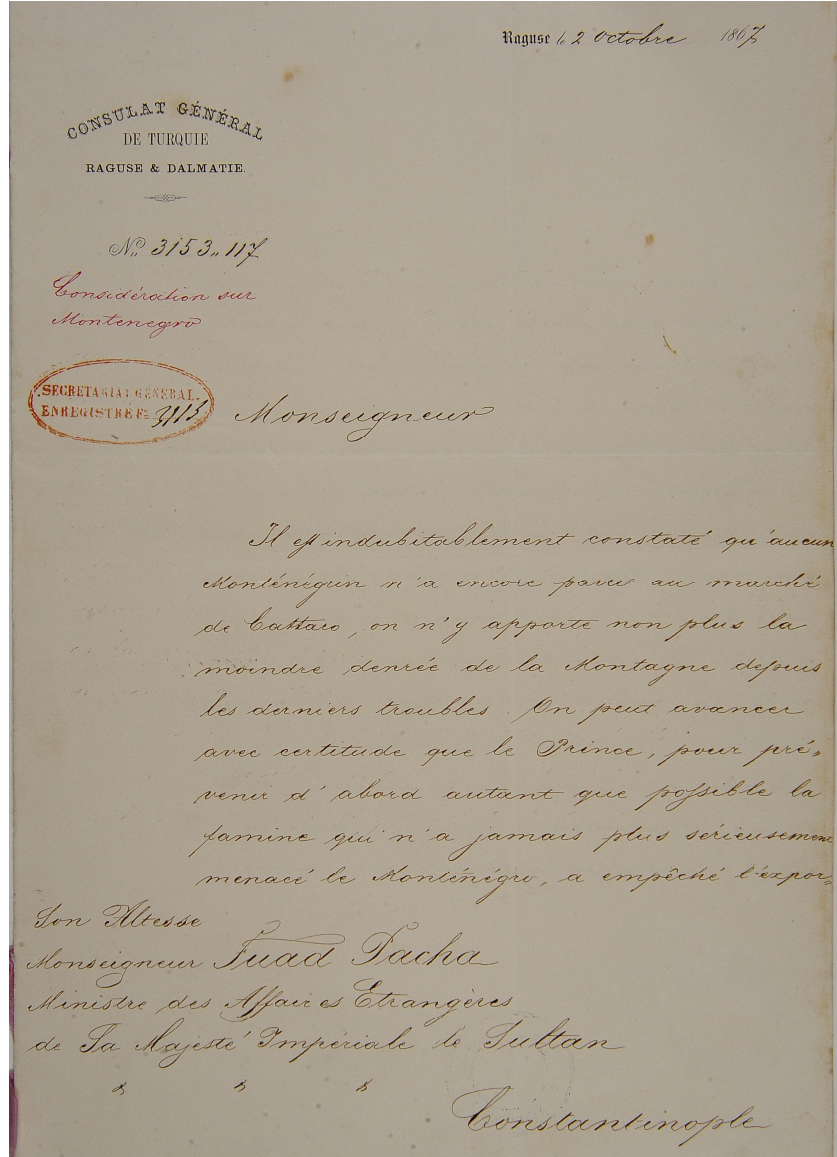 Raguse le 2 Octobre 1867
CONSULAT GÉNÉRAL
DE TURQUIE
RAGUSE & DALMATIE.
No. 3153„117
Considération sur
Montenegro
SECRETARIAT GENERAL.
ENREGISTRÉ
Monseigneur
Il est indubitablement constaté qu'aucun
Monténégrin n'a encore paru au marché
de Cattaro, on n'y apporte non plus la
moindre denrée de la Montagne depuis
les derniers troubles. On peut avancer
avec certitude que le Prince, pour pré-
venir d'abord autant que possible la
famine qui n'a jamais plus sérieusement
menacé le Monténégro, a empêché l'expor-
Son Altesse
Monseigneur Fuad Pacha
Ministre des Affaires Etrangères
de Sa Majesté Impériale le Sultan
" " "
Constantinople